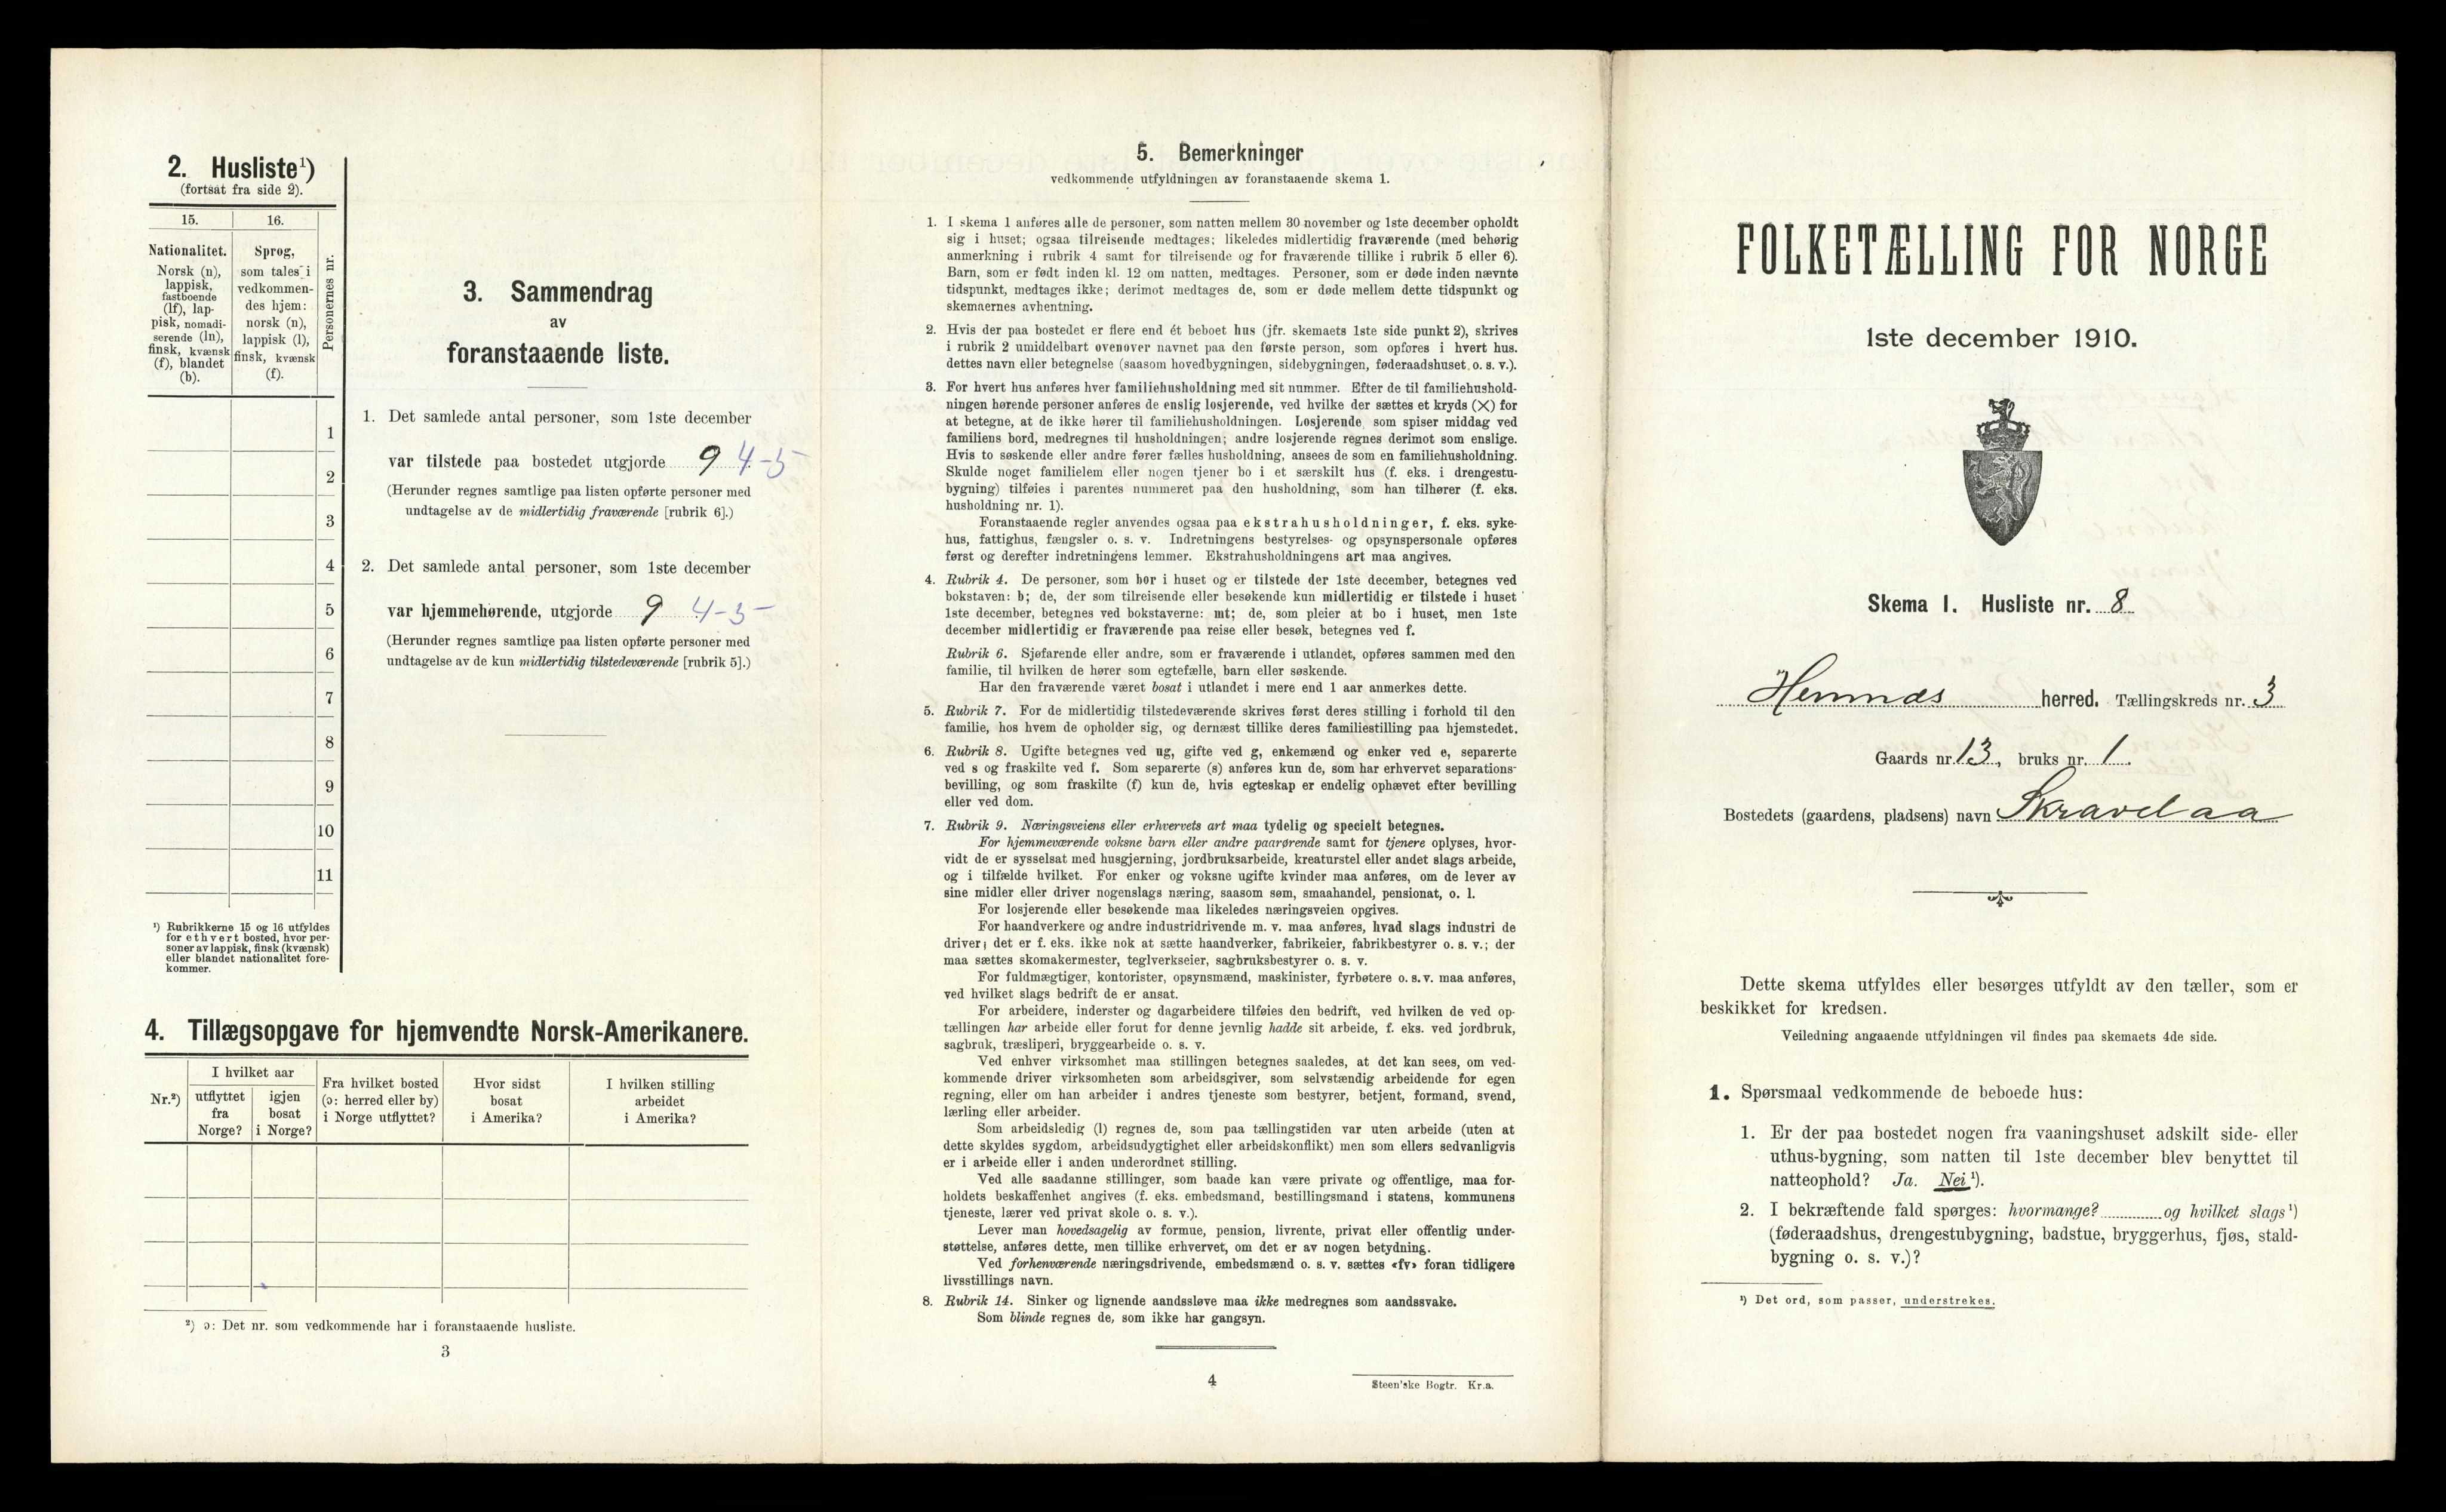 2. Husliste¹)
(fortsat fra side 2).
15.
16.
Personernes nr.
Nationalitet.
Norsk (n),
lappisk,
fastboende
(lf), lap-
pisk, nomadi-
serende (ln),
finsk, kvænsk
(f), blandet
(b).
Sprog,
som tales i
vedkommen-
des hjem:
norsk (n),
lappisk (l),
finsk, kvænsk
(f).
1
2
3
4
5
6
7
8
9
10
11
¹) Rubrikkerne 15 og 16 utfyldes
for ethvert bosted, hvor per-
soner av lappisk, finsk (kvænsk)
eller blandet nationalitet fore-
kommer.
3. Sammendrag
av
foranstaaende liste.
1. Det samlede antal personer, som 1ste december
var tilstede paa bostedet utgjorde 9 4-5
(Herunder regnes samtlige paa listen opførte personer med
undtagelse av de midlertidig fraværende [rubrik 6].)
2. Det samlede antal personer, som 1ste december
var hjemmehørende, utgjorde 9 4-5
(Herunder regnes samtlige paa listen opførte personer med
undtagelse av de kun midlertidig tilstedeværende [rubrik 5].)
4. Tillægsopgave for hjemvendte Norsk-Amerikanere.
Nr.²)
I hvilket aar
utflyttet
fra
Norge?
igjen
bosat
i Norge?
Fra hvilket bosted
(ɔ: herred eller by)
i Norge utflyttet?
Hvor sidst
bosat
i Amerika?
I hvilken stilling
arbeidet
i Amerika?
²) ɔ: Det nr. som vedkommende har i foranstaaende husliste.
3
5. Bemerkninger
vedkommende utfyldningen av foranstaaende skema 1.
1. I skema 1 anføres alle de personer, som natten mellem 30 november og 1ste december opholdt
sig i huset; ogsaa tilreisende medtages; likeledes midlertidig fraværende (med behørig
anmerkning i rubrik 4 samt for tilreisende og for fraværende tillike i rubrik 5 eller 6).
Barn, som er født inden kl. 12 om natten, medtages. Personer, som er døde inden nævnte
tidspunkt, medtages ikke; derimot medtages de, som er døde mellem dette tidspunkt og
skemaernes avhentning.
2. Hvis der paa bostedet er flere end ét beboet hus (jfr. skemaets 1ste side punkt 2), skrives
i rubrik 2 umiddelbart ovenover navnet paa den første person, som opføres i hvert hus.
dettes navn eller betegnelse (saasom hovedbygningen, sidebygningen, føderaadshuset o. s. v.).
3. For hvert hus anføres hver familiehusholdning med sit nummer. Efter de til familiehushold-
ningen hørende personer anføres de enslig losjerende, ved hvilke der sættes et kryds (×) for
at betegne, at de ikke hører til familiehusholdningen. Losjerende som spiser middag ved
familiens bord, medregnes til husholdningen; andre losjerende regnes derimot som enslige.
Hvis to søskende eller andre fører fælles husholdning, ansees de som en familiehusholdning.
Skulde noget familielem eller nogen tjener bo i et særskilt hus (f. eks. i drengestu-
bygning) tilføies i parentes nummeret paa den husholdning, som han tilhører (f. eks.
husholdning nr. 1).
Foranstaaende regler anvendes ogsaa paa ekstrahusholdninger, f. eks. syke-
hus, fattighus, fængsler o. s. v. Indretningens bestyrelses- og opsynspersonale opføres
først og derefter indretningens lemmer. Ekstrahusholdningens art maa angives.
4. Rubrik 4. De personer, som bor i huset og er tilstede der 1ste december, betegnes ved
bokstaven: b; de, der som tilreisende eller besøkende kun midlertidig er tilstede i huset
1ste december, betegnes ved bokstaverne: mt; de, som pleier at bo i huset, men 1ste
december midlertidig er fraværende paa reise eller besøk, betegnes ved f.
Rubrik 6. Sjøfarende eller andre, som er fraværende i utlandet, opføres sammen med den
familie, til hvilken de hører som egtefælle, barn eller søskende.
Har den fraværende været bosat i utlandet i mere end 1 aar anmerkes dette.
5. Rubrik 7. For de midlertidig tilstedeværende skrives først deres stilling i forhold til den
familie, hos hvem de opholder sig, og dernæst tillike deres familiestilling paa hjemstedet.
6. Rubrik 8. Ugifte betegnes ved ug, gifte ved g, enkemænd og enker ved e, separerte
ved s og fraskilte ved f. Som separerte (s) anføres kun de, som har erhvervet separations-
bevilling, og som fraskilte (f) kun de, hvis egteskap er endelig ophævet efter bevilling
eller ved dom.
7. Rubrik 9. Næringsveiens eller erhvervets art maa tydelig og specielt betegnes.
For hjemmeværende voksne barn eller andre paarørende samt for tjenere oplyses, hvor-
vidt de er sysselsat med husgjerning, jordbruksarbeide, kreaturstel eller andet slags arbeide,
og i tilfælde hvilket. For enker og voksne ugifte kvinder maa anføres, om de lever av
sine midler eller driver nogenslags næring, saasom søm, smaahandel, pensionat, o. l.
For losjerende eller besøkende maa likeledes næringsveien opgives.
For haandverkere og andre industridrivende m. v. maa anføres, hvad slags industri de
driver; det er f. eks. ikke nok at sætte haandverker, fabrikeier, fabrikbestyrer o. s. v.; der
maa sættes skomakermester, teglverkseier, sagbruksbestyrer o. s. v.
For fuldmægtiger, kontorister, opsynsmænd, maskinister, fyrbøtere o. s. v. maa anføres,
ved hvilket slags bedrift de er ansat.
For arbeidere, inderster og dagarbeidere tilføies den bedrift, ved hvilken de ved op-
tællingen har arbeide eller forut for denne jevnlig hadde sit arbeide, f. eks. ved jordbruk,
sagbruk, træsliperi, bryggearbeide o. s. v.
Ved enhver virksomhet maa stillingen betegnes saaledes, at det kan sees, om ved-
kommende driver virksomheten som arbeidsgiver, som selvstændig arbeidende for egen
regning, eller om han arbeider i andres tjeneste som bestyrer, betjent, formand, svend,
lærling eller arbeider.
Som arbeidsledig (l) regnes de, som paa tællingstiden var uten arbeide (uten at
dette skyldes sygdom, arbeidsudygtighet eller arbeidskonflikt) men som ellers sedvanligvis
er i arbeide eller i anden underordnet stilling.
Ved alle saadanne stillinger, som baade kan være private og offentlige, maa for-
holdets beskaffenhet angives (f. eks. embedsmand, bestillingsmand i statens, kommunens
tjeneste, lærer ved privat skole o. s. v.).
Lever man hovedsagelig av formue, pension, livrente, privat eller offentlig under-
støttelse, anføres dette, men tillike erhvervet, om det er av nogen betydning.
Ved forhenværende næringsdrivende, embedsmænd o. s. v. sættes «fv» foran tidligere
livsstillings navn.
8. Rubrik 14. Sinker og lignende aandssløve maa ikke medregnes som aandssvake.
Som blinde regnes de, som ikke har gangsyn.
4
Steen'ske Bogtr. Kr.a.
FOLKETÆLLING FOR NORGE
1ste december 1910.
Skema 1. Husliste nr. 8
Hemnæs herred. Tællingskreds nr. 3
Gaards nr. 13, bruks nr. 1.
Bostedets (gaardens, pladsens) navn Skravelaa
Dette skema utfyldes eller besørges utfyldt av den tæller, som er
beskikket for kredsen.
Veiledning angaaende utfyldningen vil findes paa skemaets 4de side.
1. Spørsmaal vedkommende de beboede hus:
1. Er der paa bostedet nogen fra vaaningshuset adskilt side- eller
uthus-bygning, som natten til 1ste december blev benyttet til
natteophold? Ja. Nei ¹).
2. I bekræftende fald spørges: hvormange? og hvilket slags ¹)
(føderaadshus, drengestubygning, badstue, bryggerhus, fjøs, stald-
bygning o. s. v.)?
¹) Det ord, som passer, understrekes.